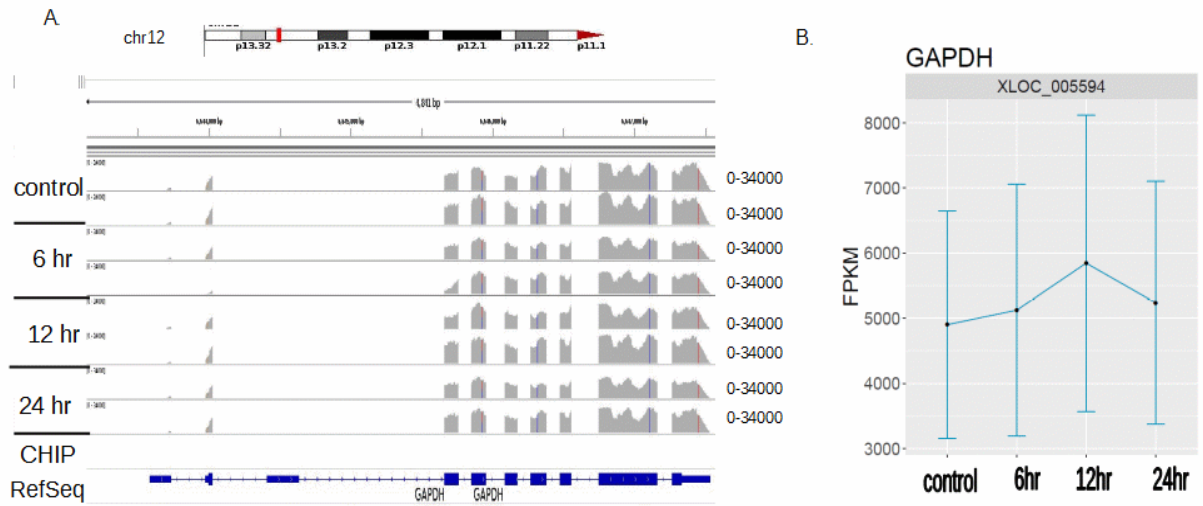 A.
chr12
p13.32 p13.2 p12.3 p12.1 p11.22 p11.1
control
6 hr
12 hr
24 hr
CHIP
RefSeq
0-34000
0-34000
0-34000
0-34000
0-34000
0-34000
0-34000
0-34000
GAPDH GAPDH
B.
GAPDH
XLOC_005594
FPKM
8000
7000
6000
5000
4000
3000
control 6hr 12hr 24hr